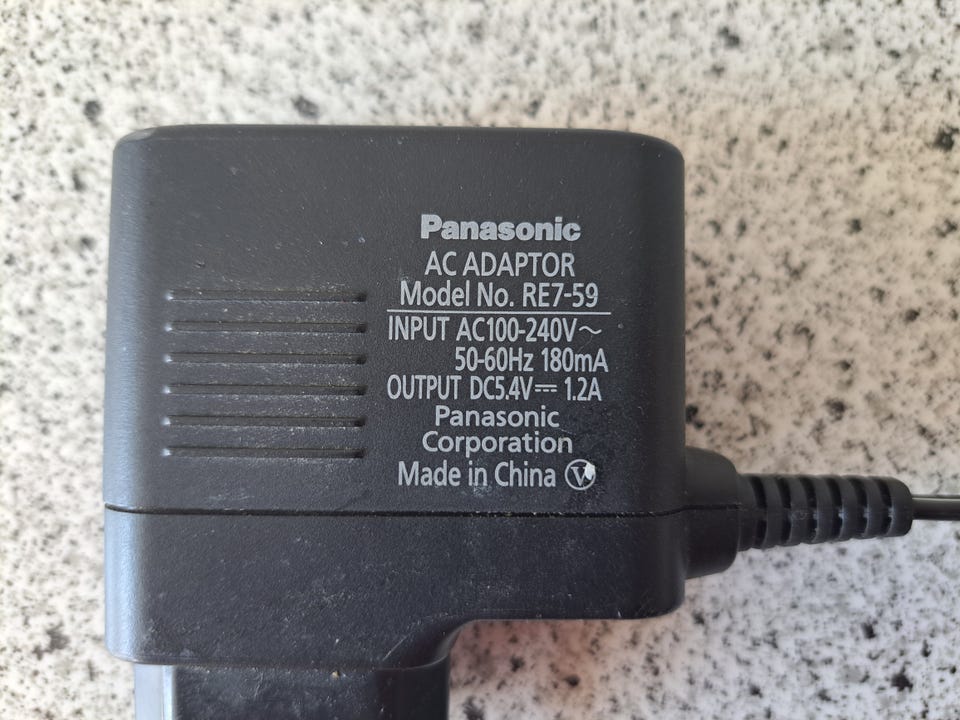 Panasonic
AC ADAPTOR
Model No. RE7-59
INPUT AC100-240V～
50-60Hz 180mA
OUTPUT DC5.4V⎓ 1.2A
Panasonic
Corporation
Made in China Ⓥ